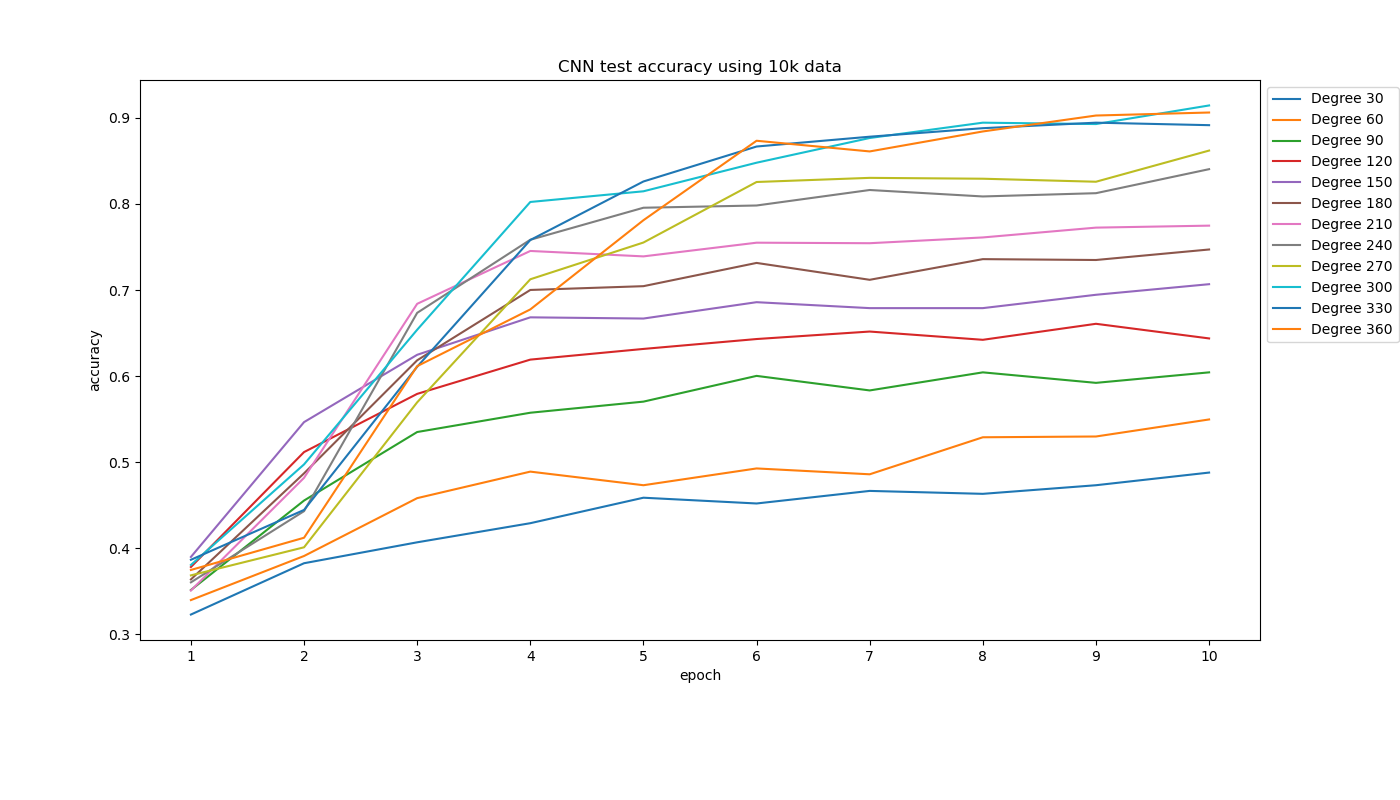 CNN test accuracy using 10k data
accuracy
0.9
0.8
0.7
0.6
0.5
0.4
0.3
1 2 3 4 5 6 7 8 9 10
epoch
Degree 30
Degree 60
Degree 90
Degree 120
Degree 150
Degree 180
Degree 210
Degree 240
Degree 270
Degree 300
Degree 330
Degree 360